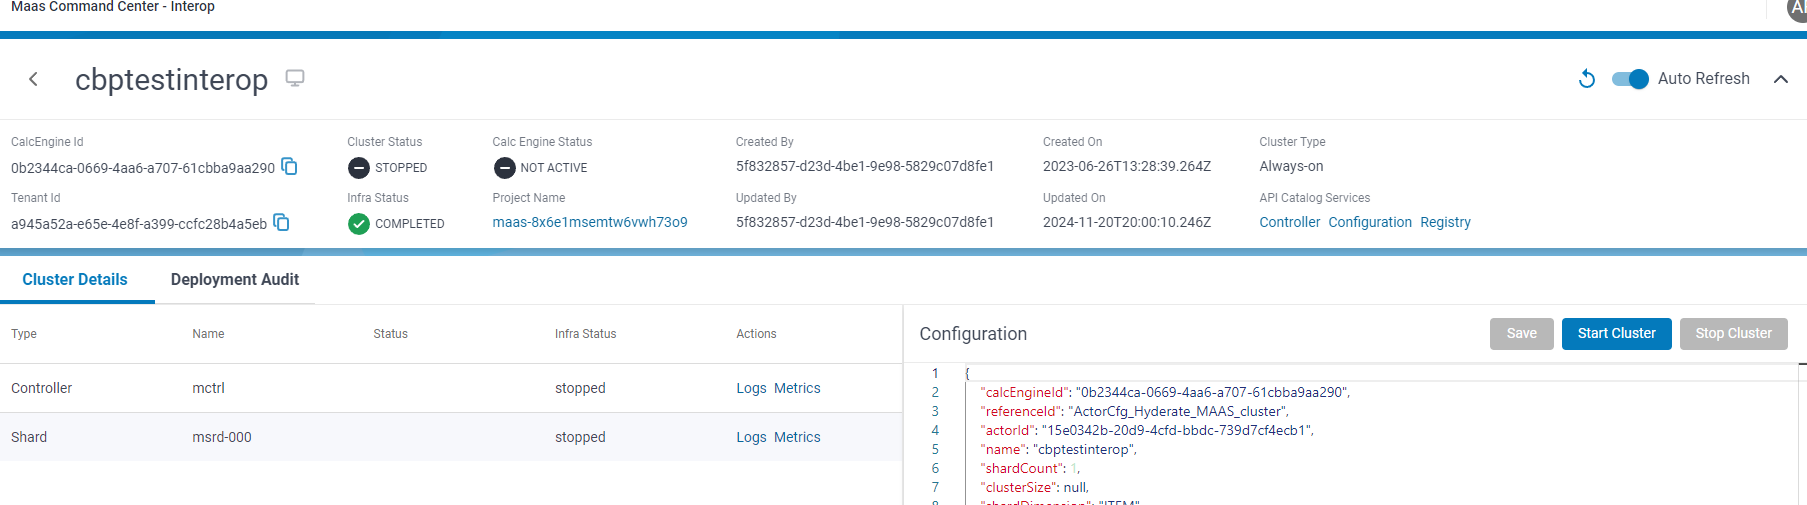 Maas Command Center - Interop
cbptestinterop
Auto Refresh
CalcEngine Id
0b2344ca-0669-4aa6-a707-61cbba9aa290
Cluster Status
STOPPED
Calc Engine Status
NOT ACTIVE
Created By
5f832857-d23d-4be1-9e98-5829c07d8fe1
Created On
2023-06-26T13:28:39.264Z
Cluster Type
Always-on
Tenant Id
a945a52a-e65e-4e8f-a399-ccfc28b4a5eb
Infra Status
COMPLETED
Project Name
maas-8x6e1msemtw6vwh73o9
Updated By
5f832857-d23d-4be1-9e98-5829c07d8fe1
Updated On
2024-11-20T20:00:10.246Z
API Catalog Services
Controller Configuration Registry
Cluster Details
Deployment Audit
Type Name Status Infra Status Actions
Controller mctrl stopped Logs Metrics
Shard msrd-000 stopped Logs Metrics
Configuration
Save
Start Cluster
Stop Cluster
1 {
2 "calcEngineId": "0b2344ca-0669-4aa6-a707-61cbba9aa290",
3 "referenceId": "ActorCfg_Hyderate_MAAS_cluster",
4 "actorId": "15e0342b-20d9-4cfd-bbdc-739d7cf4ecb1",
5 "name": "cbptestinterop",
6 "shardCount": 1,
7 "clusterSize": null,
8 "shardDimension": "ITEM"